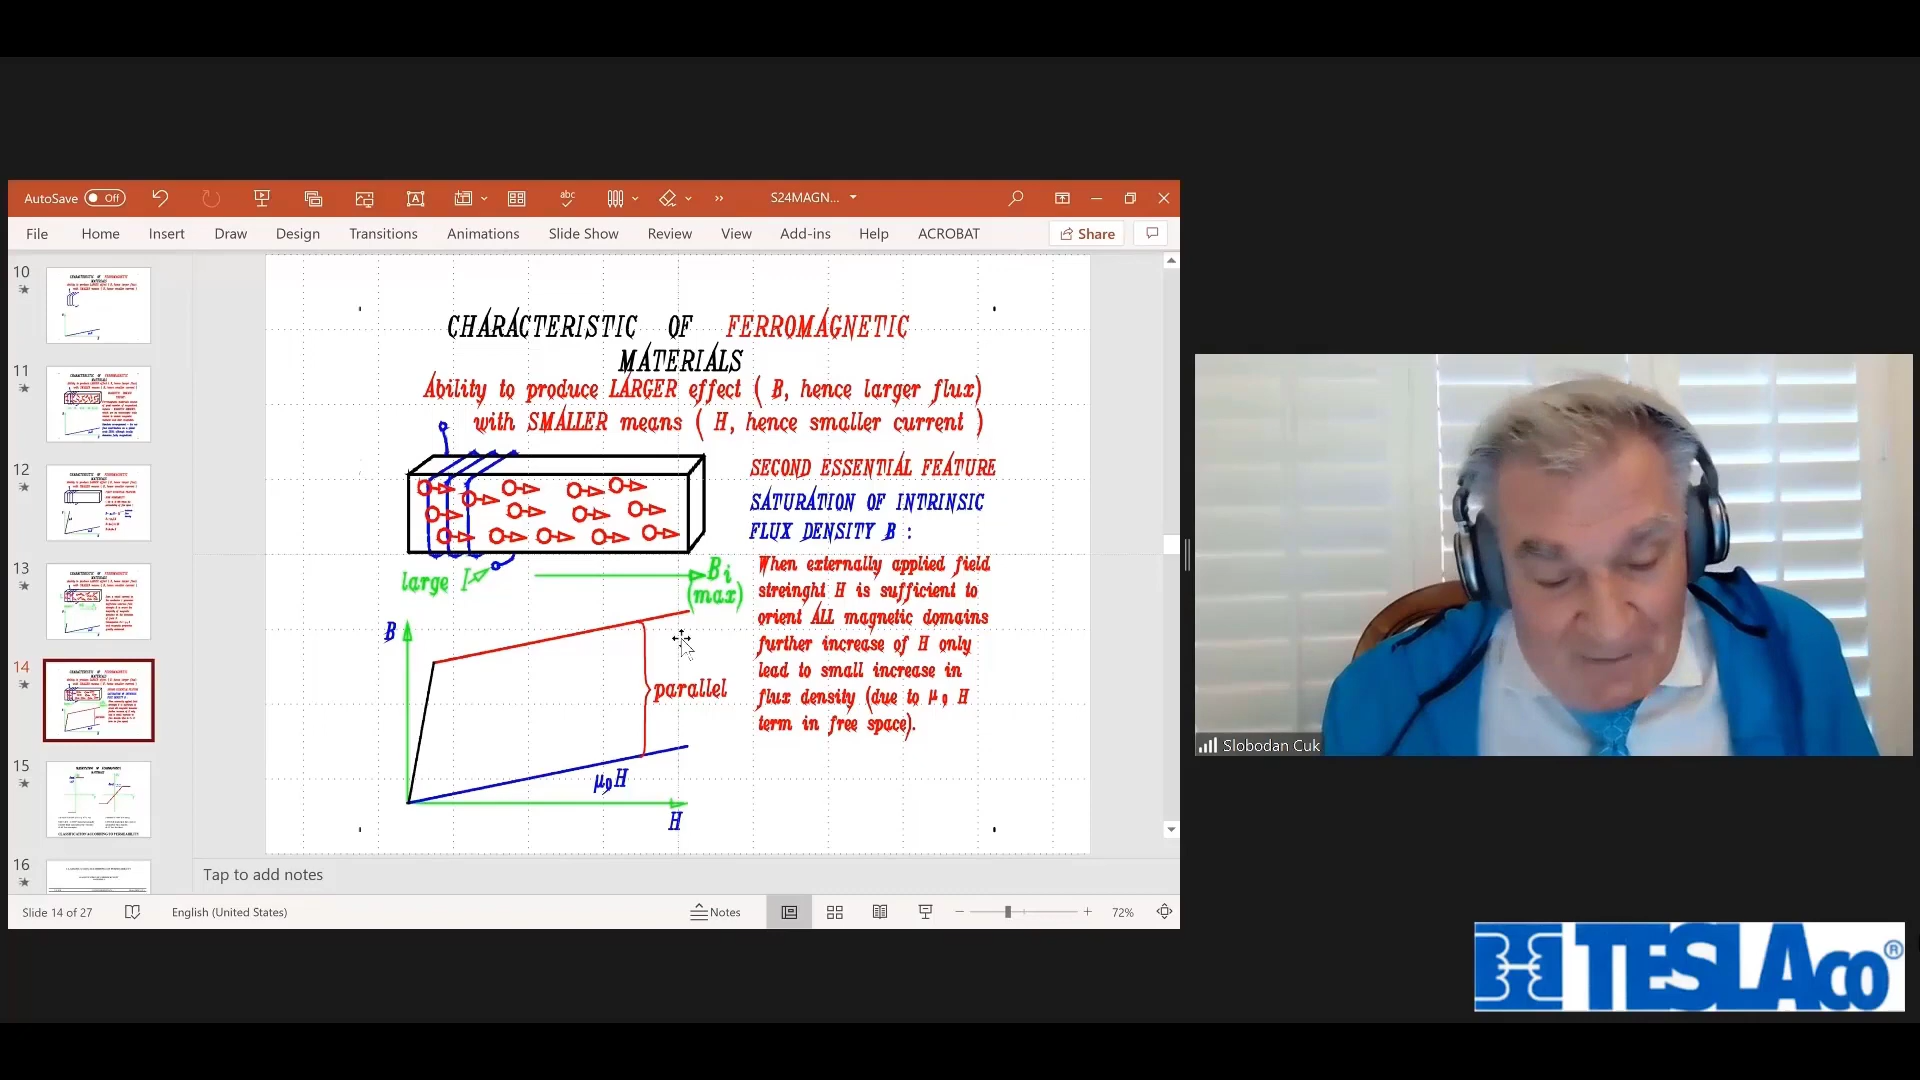 AutoSave Off
S24MAGN...
File Home Insert Draw Design Transitions Animations Slide Show Review View Add-ins Help ACROBAT Share
10
11
12
13
14
15
16
CHARACTERISTIC OF FERROMAGNETIC
MATERIALS
Ability to produce LARGER effect ( B, hence larger flux)
with SMALLER means ( H, hence smaller current )
SECOND ESSENTIAL FEATURE
SATURATION OF INTRINSIC
FLUX DENSITY B :
When externally applied field
streinght H is sufficient to
orient ALL magnetic domains
further increase of H only
lead to small increase in
flux density (due to μ0 H
term in free space).
large I
Bi
(max)
B
parallel
μ0H
H
Tap to add notes
Slide 14 of 27 English (United States) Notes 72%
Slobodan Cuk
TESLAco®